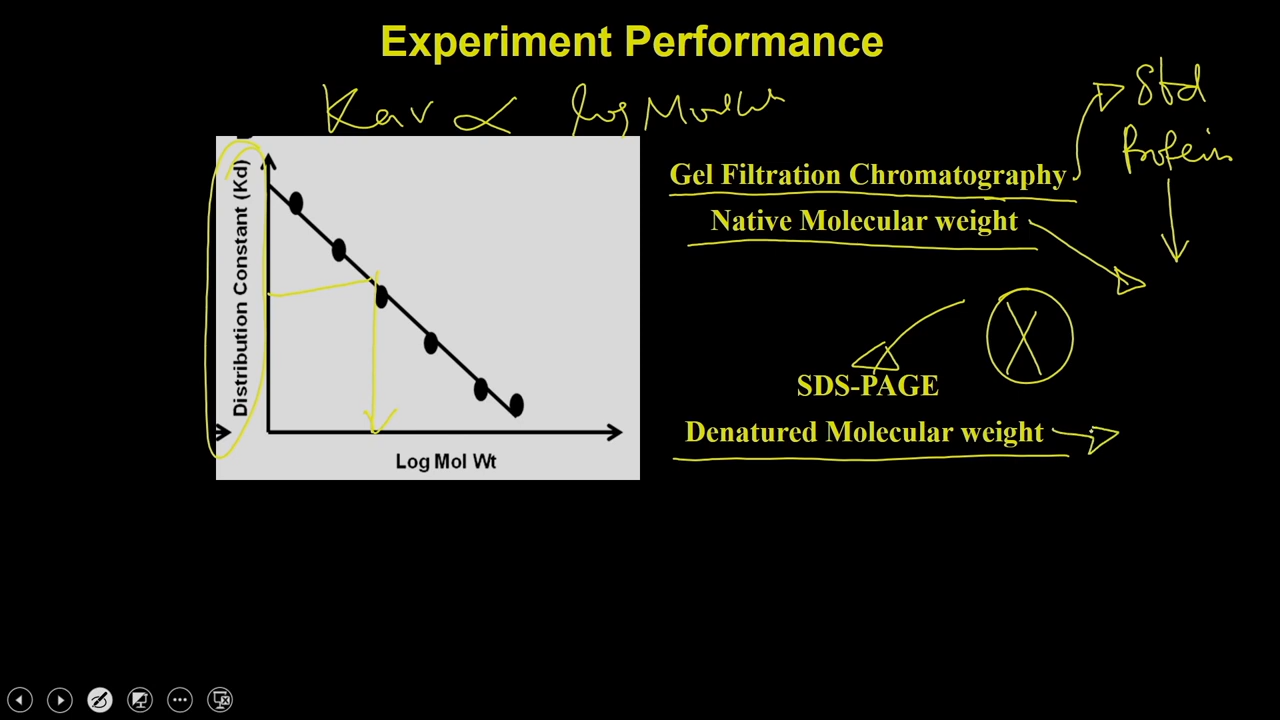 Experiment Performance
Kav ∝ log Mol wt
Std
Protein
Distribution Constant (Kd)
Log Mol Wt
Gel Filtration Chromatography
Native Molecular weight
X
SDS-PAGE
Denatured Molecular weight